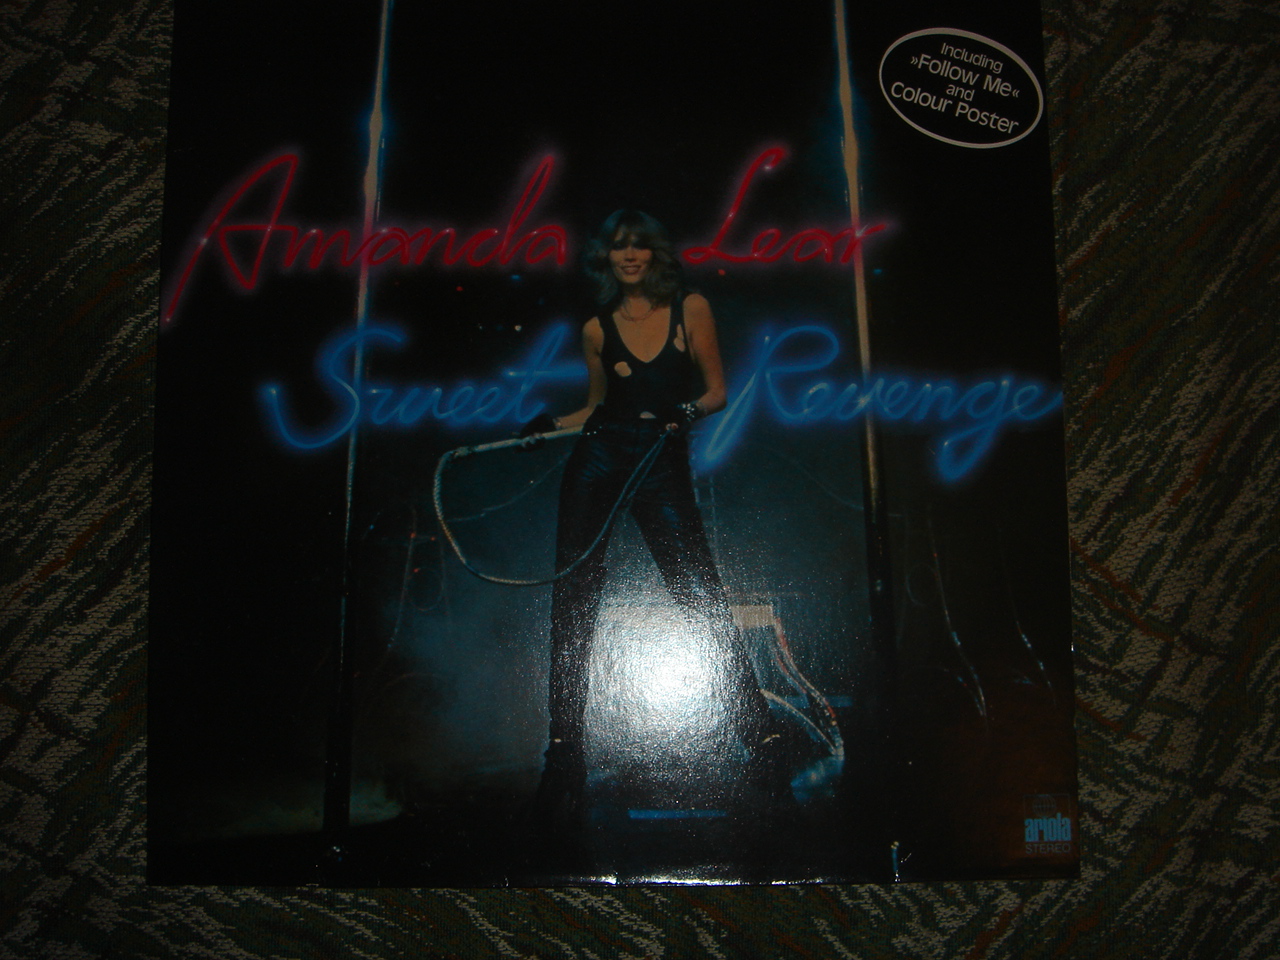 Including
»Follow Me«
and
Colour Poster
Amanda Lear
Sweet Revenge
ariola
STEREO